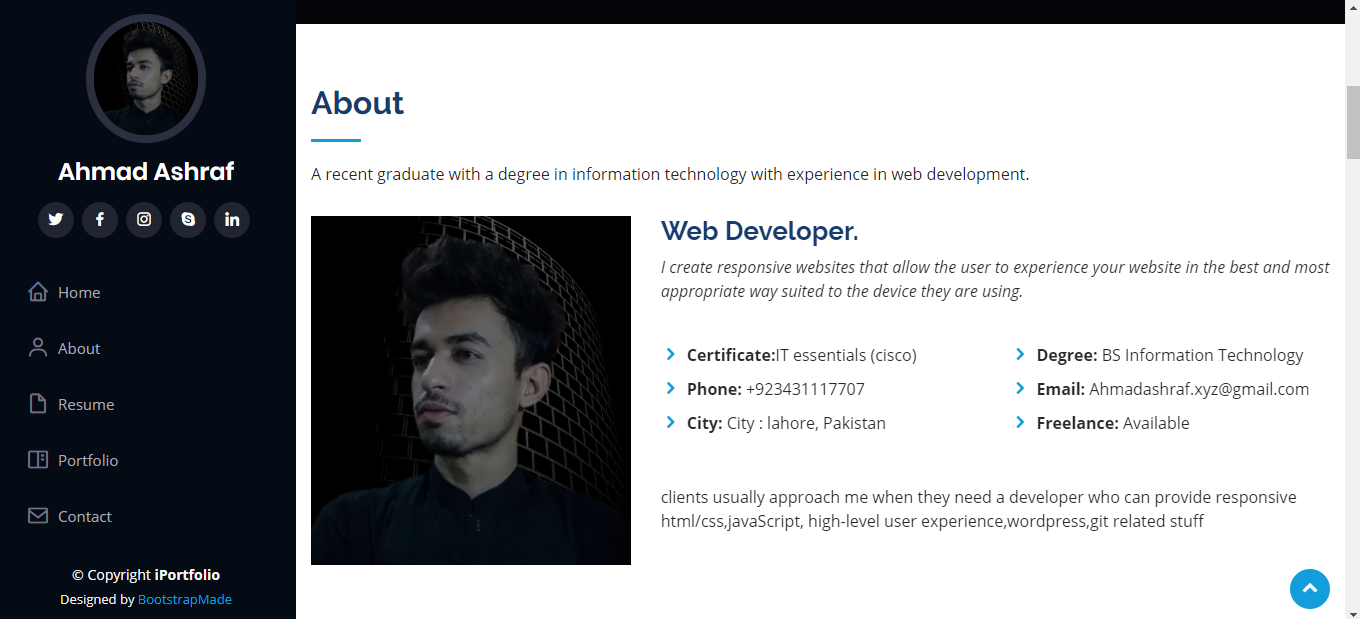 Ahmad Ashraf
Home
About
Resume
Portfolio
Contact
© Copyright iPortfolio
Designed by BootstrapMade
About
A recent graduate with a degree in information technology with experience in web development.
Web Developer.
I create responsive websites that allow the user to experience your website in the best and most
appropriate way suited to the device they are using.
Certificate:IT essentials (cisco)
Phone: +923431117707
City: City : lahore, Pakistan
Degree: BS Information Technology
Email: Ahmadashraf.xyz@gmail.com
Freelance: Available
clients usually approach me when they need a developer who can provide responsive
html/css,javaScript, high-level user experience,wordpress,git related stuff